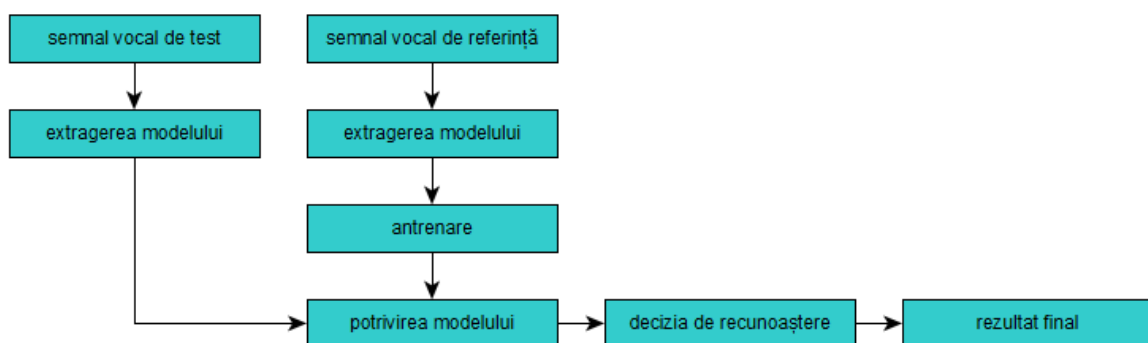 semnal vocal de test
semnal vocal de referință
extragerea modelului
extragerea modelului
antrenare
potrivirea modelului
decizia de recunoaștere
rezultat final